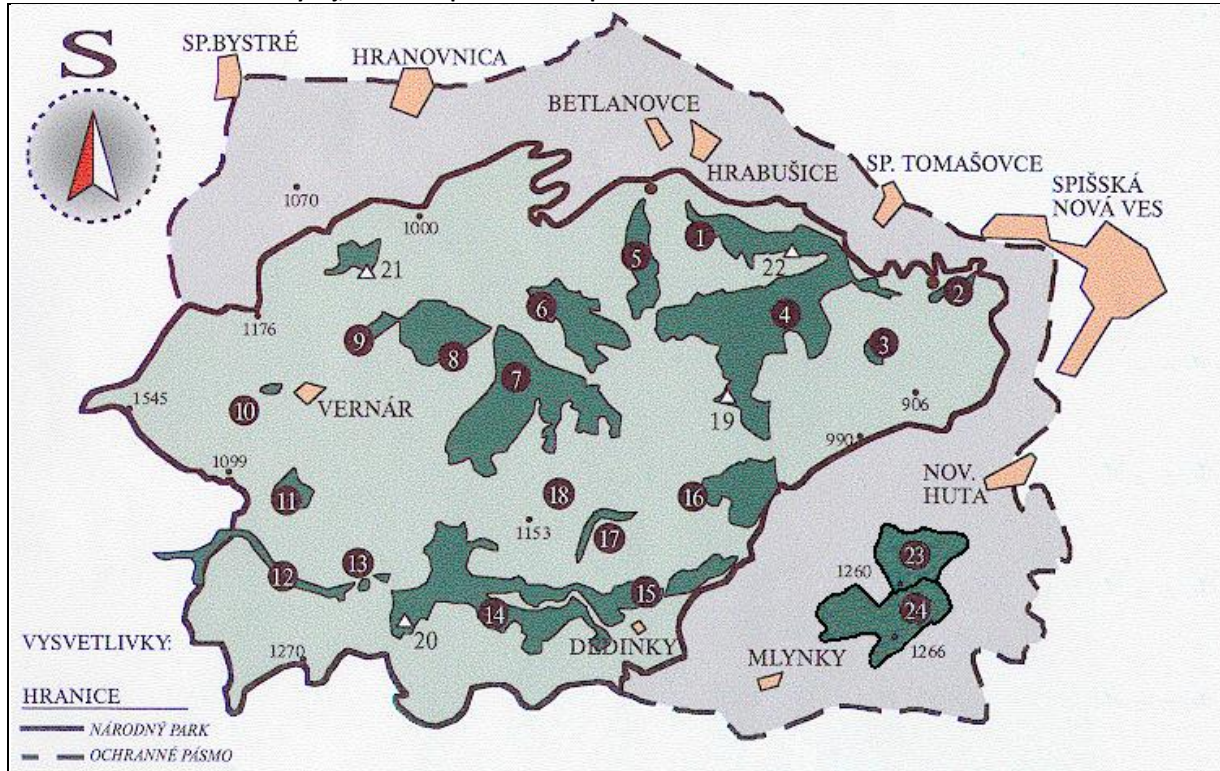 SP.BYSTRÉ
S
HRANOVNICA
BETLANOVCE
HRABUŠICE
SP. TOMAŠOVCE
SPIŠSKÁ
NOVÁ VES
1070
1000
1
22
5
21
2
6
4
9
8
3
1176
7
1545
10
VERNÁR
19
906
990
1099
11
18
16
NOV.
HUTA
1153
17
23
12
13
1260
15
14
24
20
DEDINKY
1266
VYSVETLIVKY:
1270
MLYNKY
HRANICE
NÁRODNÝ PARK
OCHRANNÉ PÁSMO